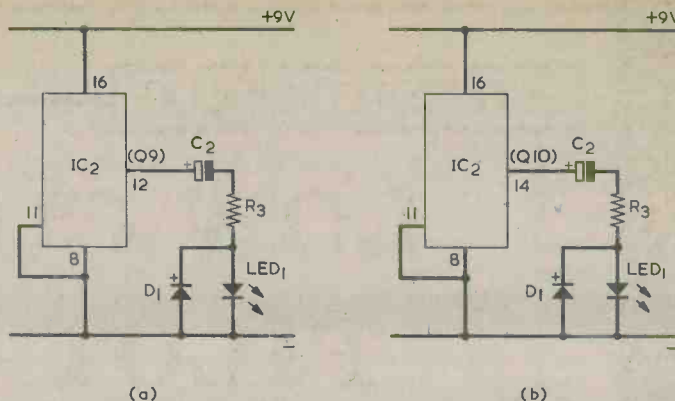 +9V
16
IC2
(Q9)
12
+
C2
R3
11
8
D1
+
LED1
−
(a)
+9V
16
IC2
(Q10)
14
+
C2
R3
11
8
D1
+
LED1
−
(b)